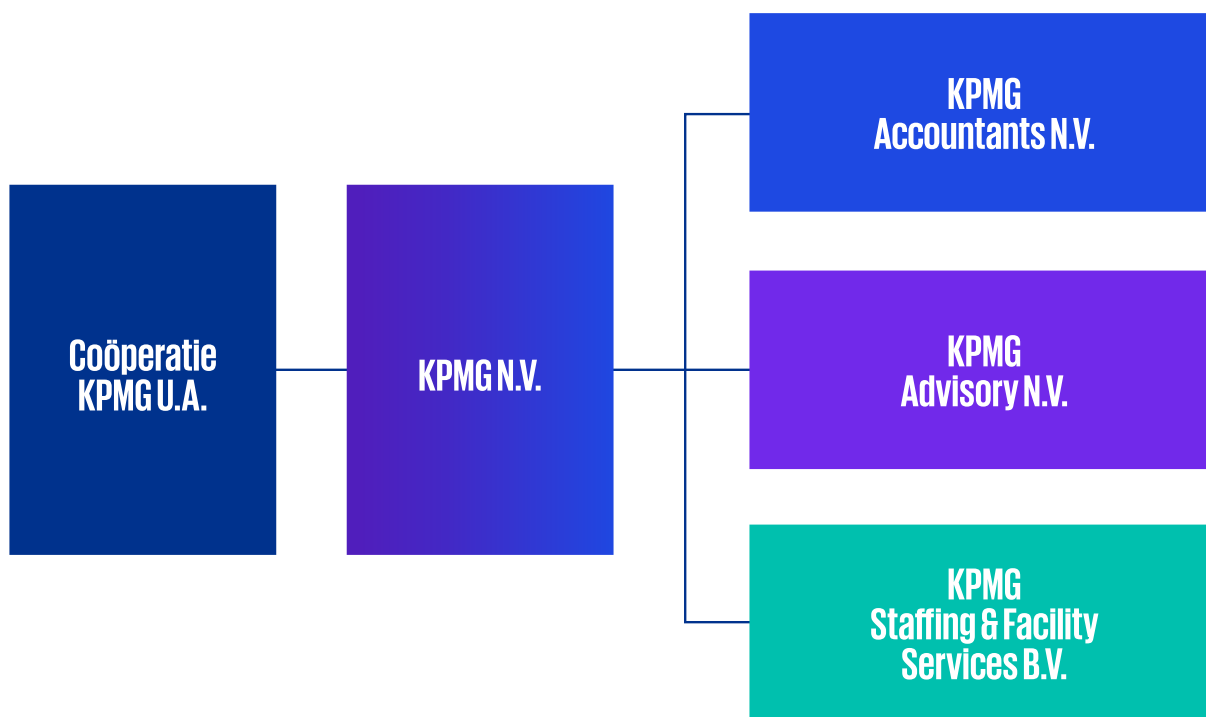 Coöperatie
KPMG U.A.
KPMG N.V.
KPMG
Accountants N.V.
KPMG
Advisory N.V.
KPMG
Staffing & Facility
Services B.V.